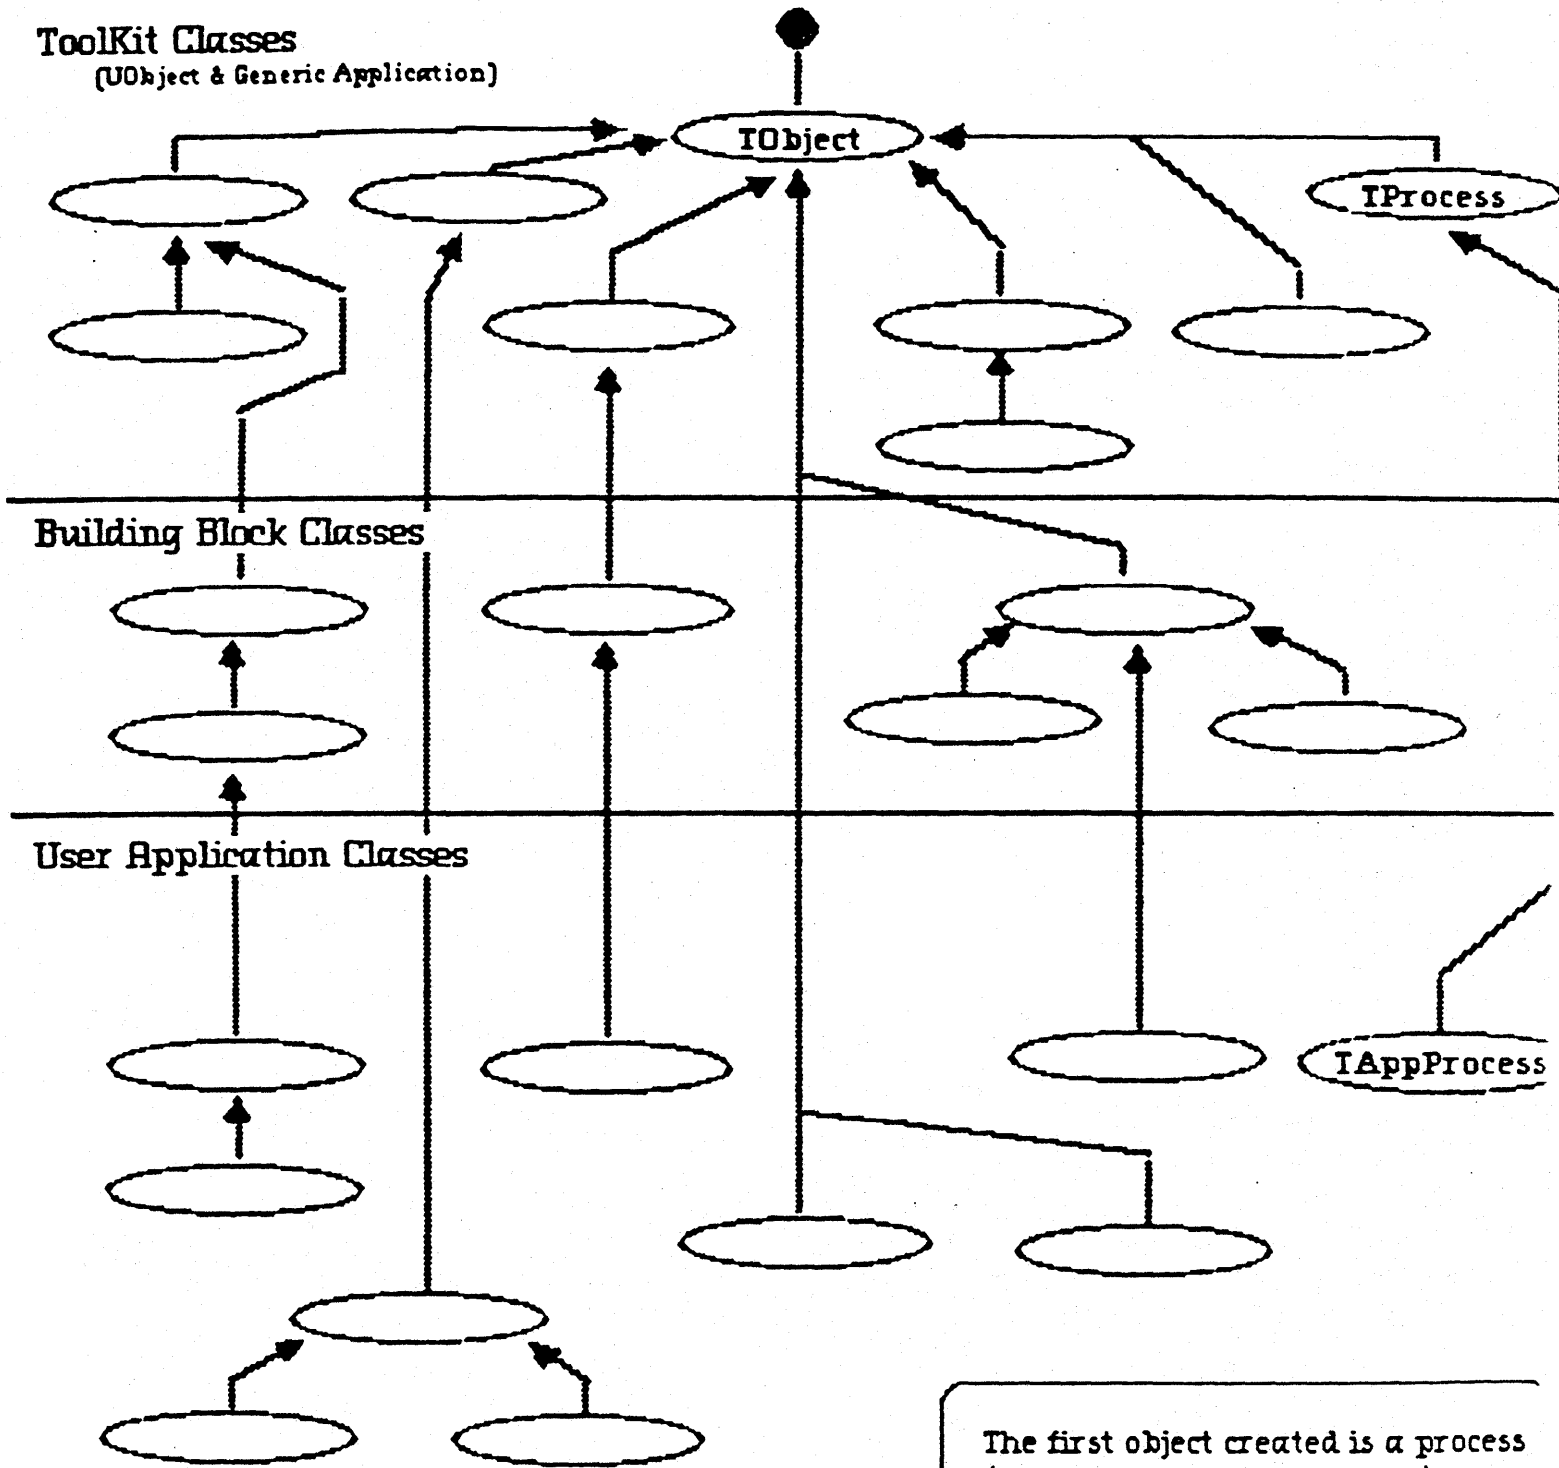 ToolKit Classes
(UObject & Generic Application)
TObject
TProcess
Building Block Classes
User Application Classes
TAppProcess
The first object created is a process